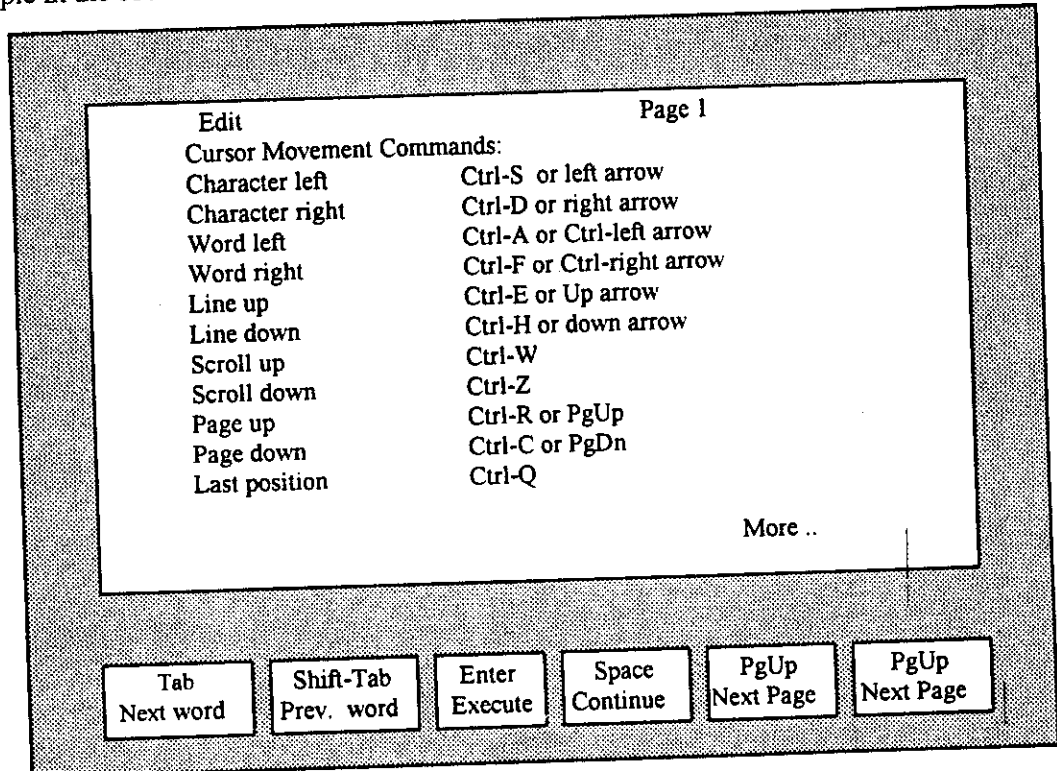 Edit Page 1
Cursor Movement Commands:
Character left Ctrl-S or left arrow
Character right Ctrl-D or right arrow
Word left Ctrl-A or Ctrl-left arrow
Word right Ctrl-F or Ctrl-right arrow
Line up Ctrl-E or Up arrow
Line down Ctrl-H or down arrow
Scroll up Ctrl-W
Scroll down Ctrl-Z
Page up Ctrl-R or PgUp
Page down Ctrl-C or PgDn
Last position Ctrl-Q
More ..
Tab Shift-Tab Enter Space PgUp PgUp
Next word Prev. word Execute Continue Next Page Next Page